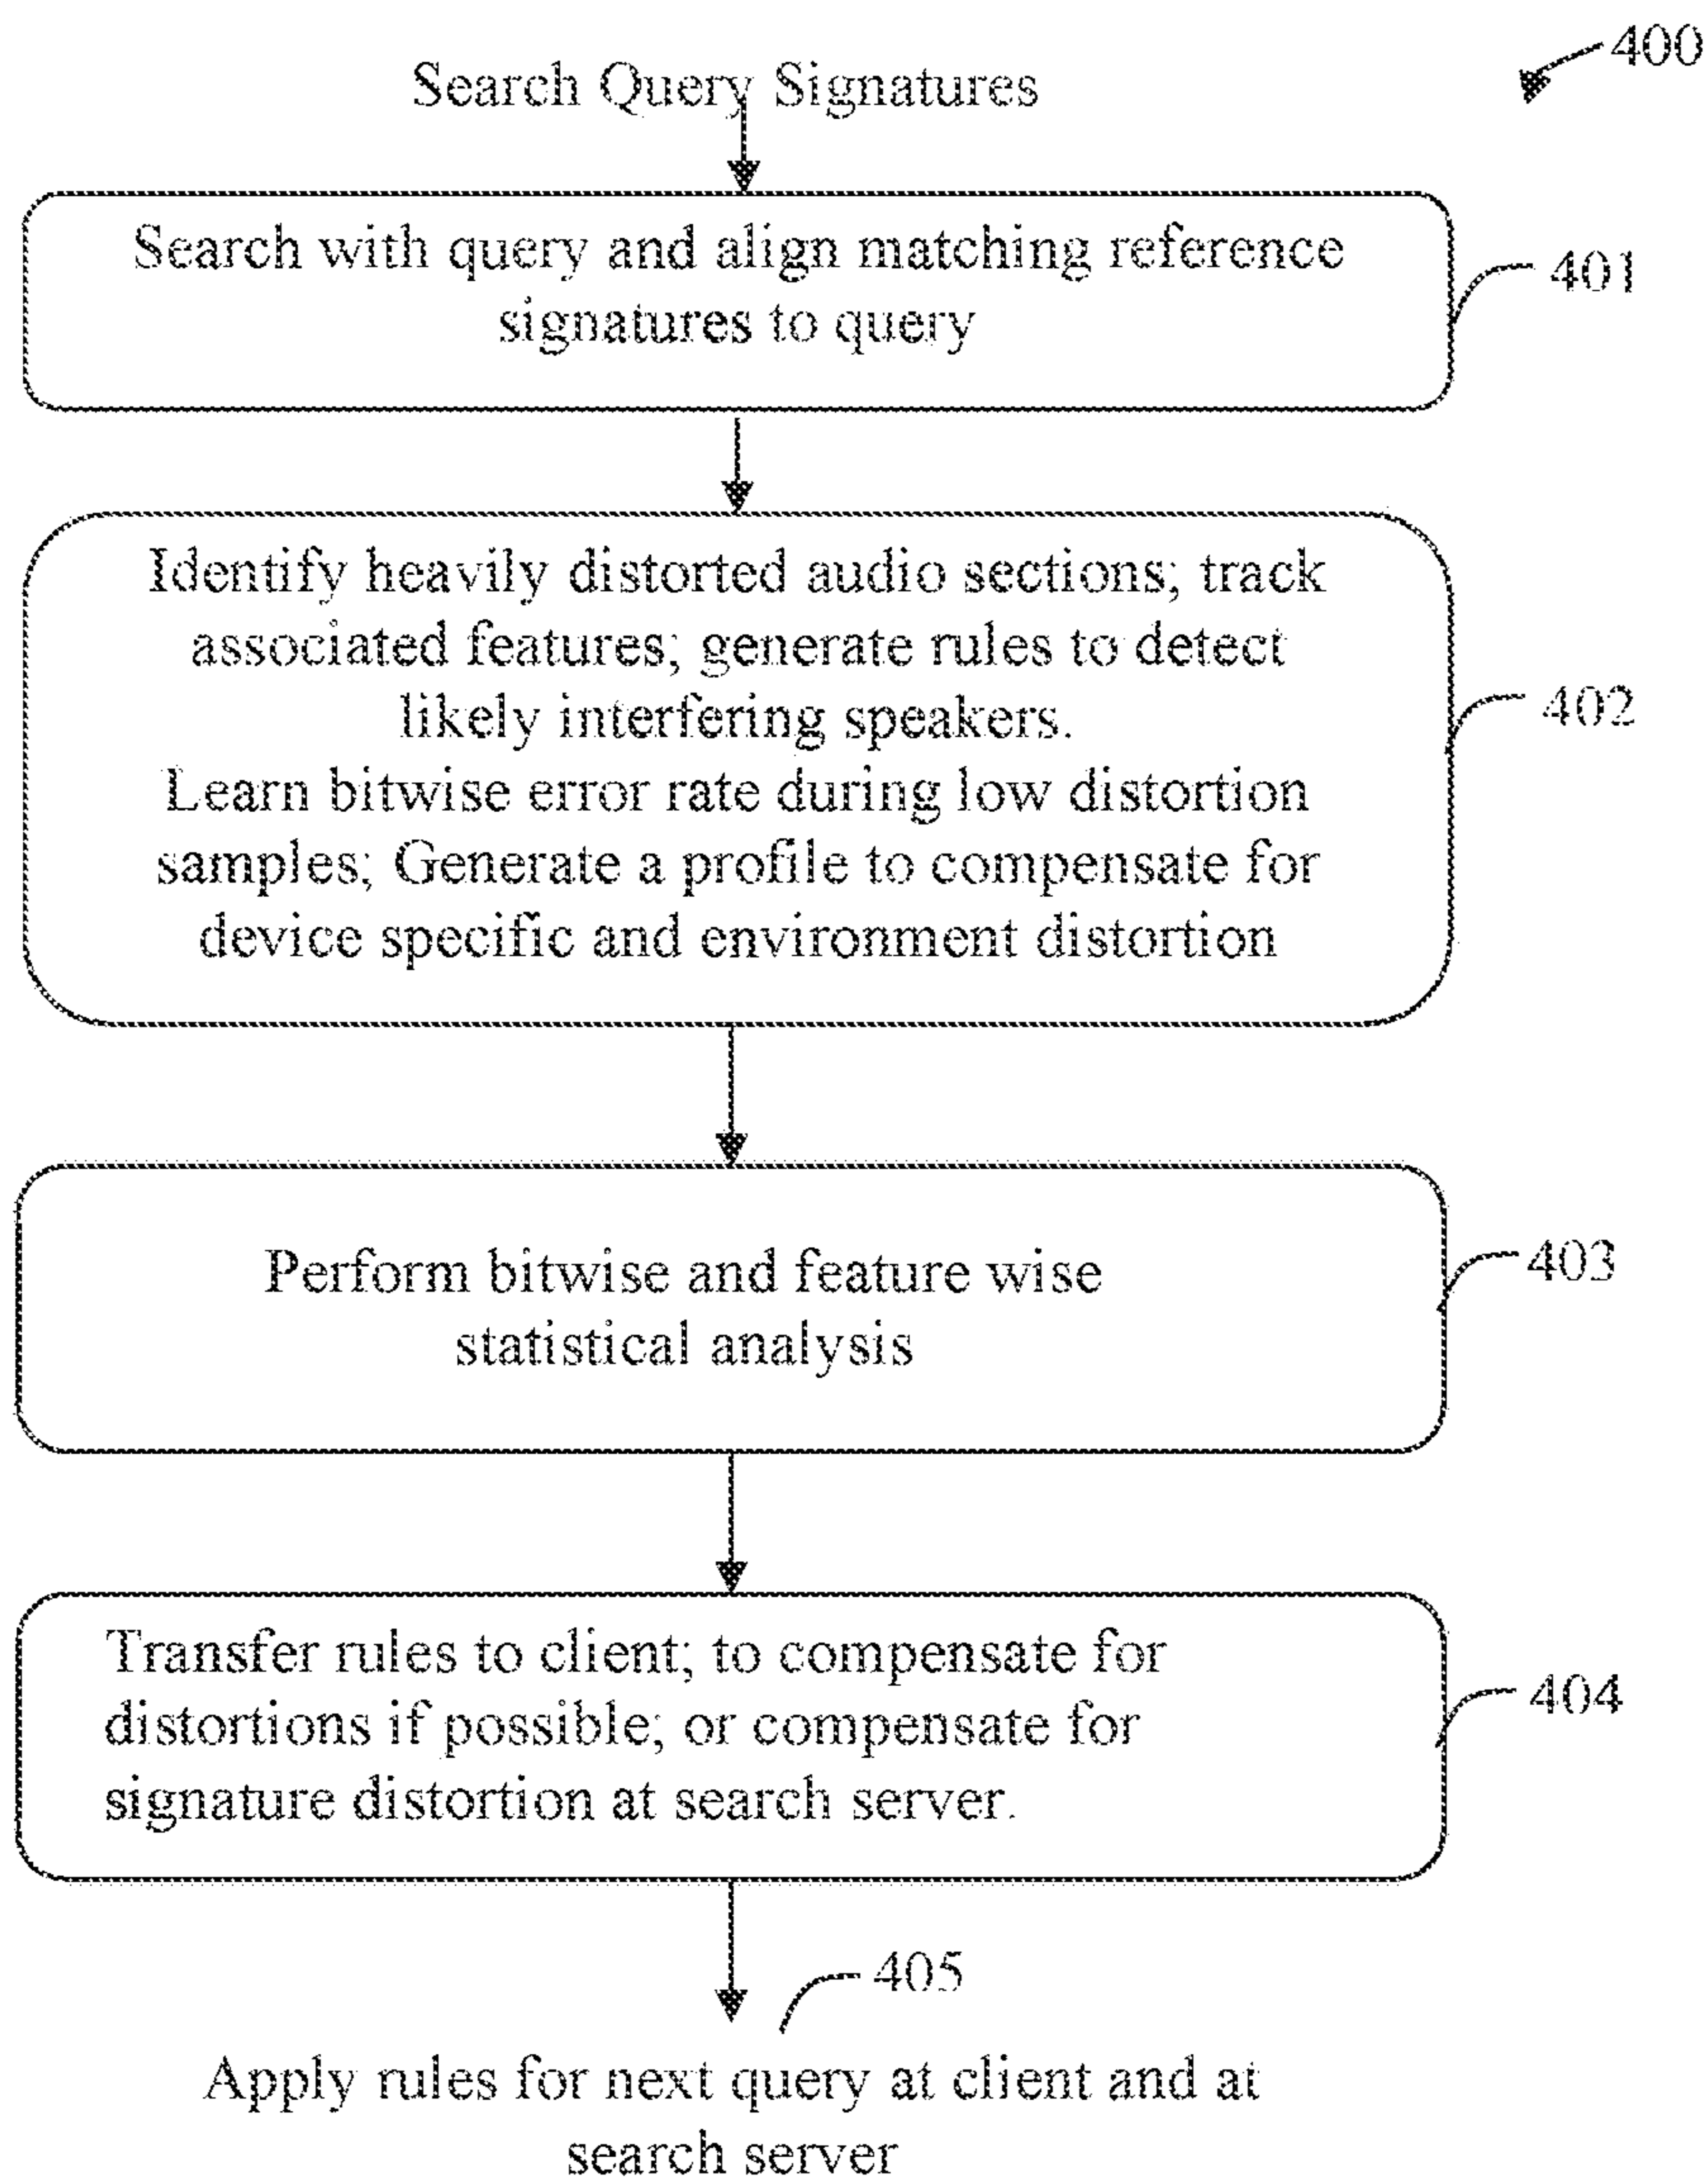 400
Search Query Signatures
Search with query and align matching reference
signatures to query
401
Identify heavily distorted audio sections; track
associated features; generate rules to detect
likely interfering speakers.
Learn bitwise error rate during low distortion
samples; Generate a profile to compensate for
device specific and environment distortion
402
Perform bitwise and feature wise
statistical analysis
403
Transfer rules to client; to compensate for
distortions if possible; or compensate for
signature distortion at search server.
404
405
Apply rules for next query at client and at
search server